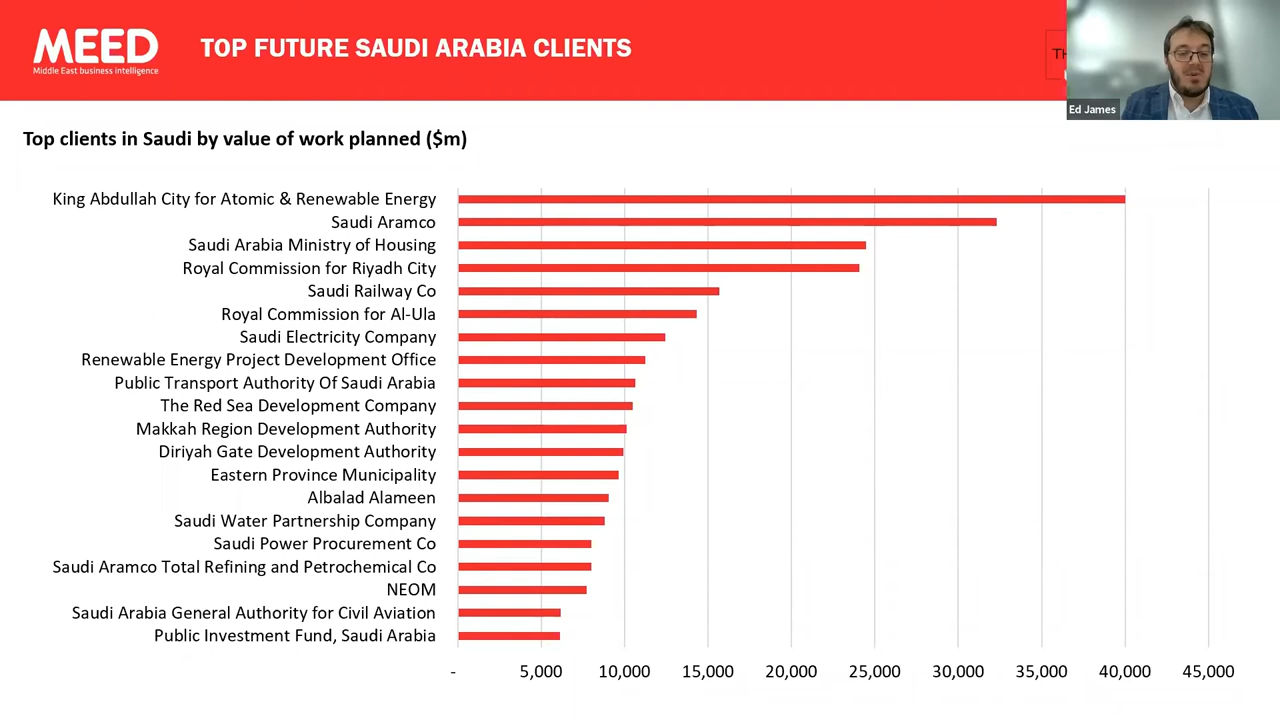 MEED
Middle East business intelligence
TOP FUTURE SAUDI ARABIA CLIENTS
TH
Ed James
Top clients in Saudi by value of work planned ($m)
King Abdullah City for Atomic & Renewable Energy
Saudi Aramco
Saudi Arabia Ministry of Housing
Royal Commission for Riyadh City
Saudi Railway Co
Royal Commission for Al-Ula
Saudi Electricity Company
Renewable Energy Project Development Office
Public Transport Authority Of Saudi Arabia
The Red Sea Development Company
Makkah Region Development Authority
Diriyah Gate Development Authority
Eastern Province Municipality
Albalad Alameen
Saudi Water Partnership Company
Saudi Power Procurement Co
Saudi Aramco Total Refining and Petrochemical Co
NEOM
Saudi Arabia General Authority for Civil Aviation
Public Investment Fund, Saudi Arabia
- 5,000 10,000 15,000 20,000 25,000 30,000 35,000 40,000 45,000